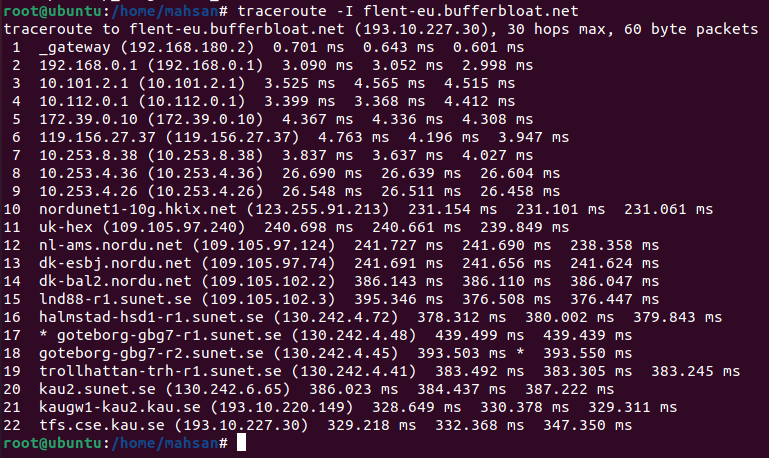 root@ubuntu:/home/mahsan# traceroute -I flent-eu.bufferbloat.net
traceroute to flent-eu.bufferbloat.net (193.10.227.30), 30 hops max, 60 byte packets
 1  _gateway (192.168.180.2)  0.701 ms  0.643 ms  0.601 ms
 2  192.168.0.1 (192.168.0.1)  3.090 ms  3.052 ms  2.998 ms
 3  10.101.2.1 (10.101.2.1)  3.525 ms  4.565 ms  4.515 ms
 4  10.112.0.1 (10.112.0.1)  3.399 ms  3.368 ms  4.412 ms
 5  172.39.0.10 (172.39.0.10)  4.367 ms  4.336 ms  4.308 ms
 6  119.156.27.37 (119.156.27.37)  4.763 ms  4.196 ms  3.947 ms
 7  10.253.8.38 (10.253.8.38)  3.837 ms  3.637 ms  4.027 ms
 8  10.253.4.36 (10.253.4.36)  26.690 ms  26.639 ms  26.604 ms
 9  10.253.4.26 (10.253.4.26)  26.548 ms  26.511 ms  26.458 ms
10  nordunet1-10g.hkix.net (123.255.91.213)  231.154 ms  231.101 ms  231.061 ms
11  uk-hex (109.105.97.240)  240.698 ms  240.661 ms  239.849 ms
12  nl-ams.nordu.net (109.105.97.124)  241.727 ms  241.690 ms  238.358 ms
13  dk-esbj.nordu.net (109.105.97.74)  241.691 ms  241.656 ms  241.624 ms
14  dk-bal2.nordu.net (109.105.102.2)  386.143 ms  386.110 ms  386.047 ms
15  lnd88-r1.sunet.se (109.105.102.3)  395.346 ms  376.508 ms  376.447 ms
16  halmstad-hsd1-r1.sunet.se (130.242.4.72)  378.312 ms  380.002 ms  379.843 ms
17  * goteborg-gbg7-r1.sunet.se (130.242.4.48)  439.499 ms  439.439 ms
18  goteborg-gbg7-r2.sunet.se (130.242.4.45)  393.503 ms *  393.550 ms
19  trollhattan-trh-r1.sunet.se (130.242.4.41)  383.492 ms  383.305 ms  383.245 ms
20  kau2.sunet.se (130.242.6.65)  386.023 ms  384.437 ms  387.222 ms
21  kaugw1-kau2.kau.se (193.10.220.149)  328.649 ms  330.378 ms  329.311 ms
22  tfs.cse.kau.se (193.10.227.30)  329.218 ms  332.368 ms  347.350 ms
root@ubuntu:/home/mahsan#